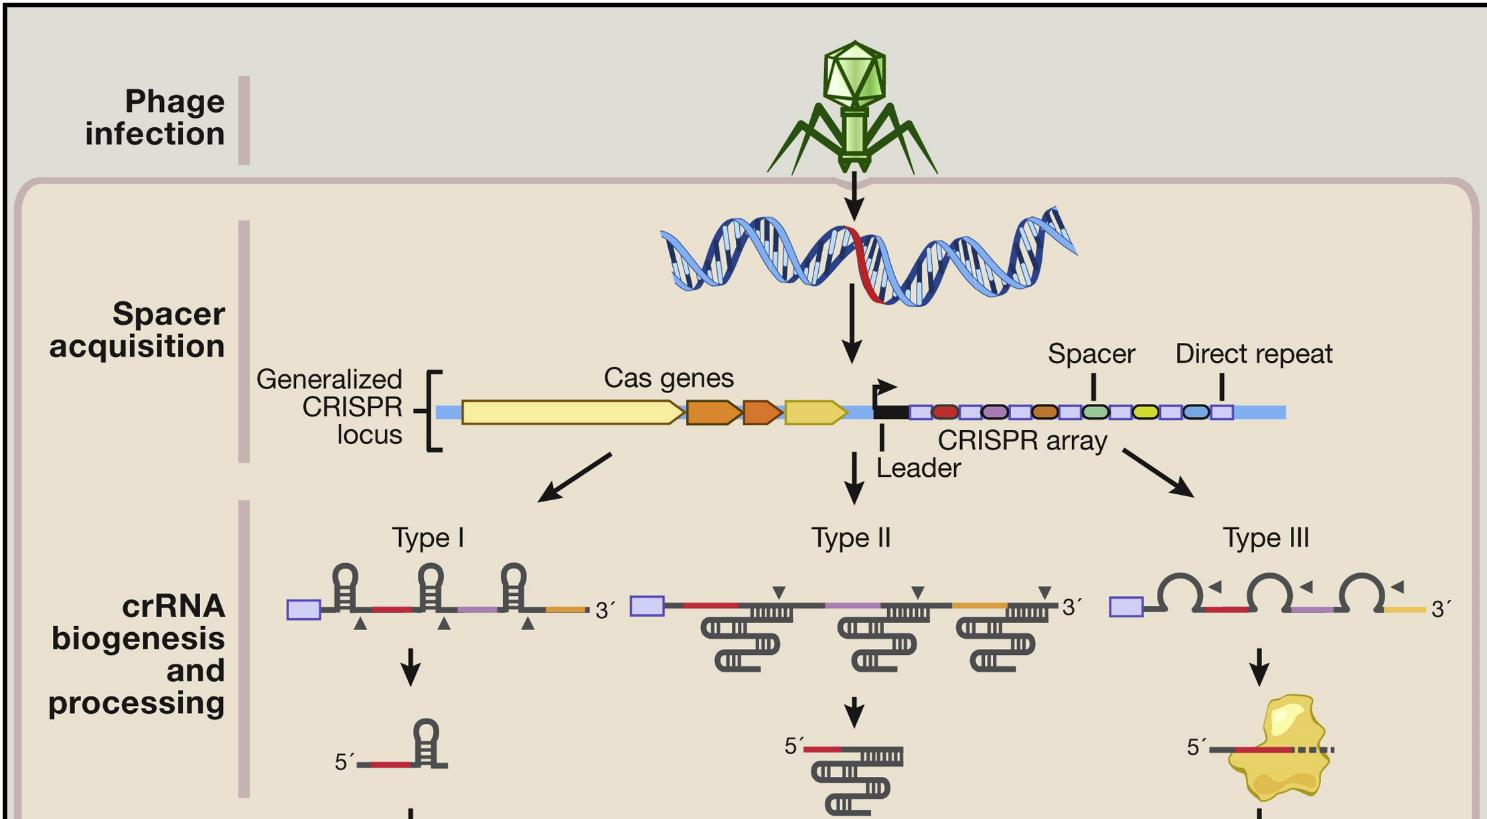 Phage
infection
Spacer
acquisition
Spacer
Direct repeat
Generalized
CRISPR
locus
Cas genes
CRISPR array
Leader
Type I
Type II
Type III
crRNA
biogenesis
and
processing
3´
3´
3´
5´
5´
5´